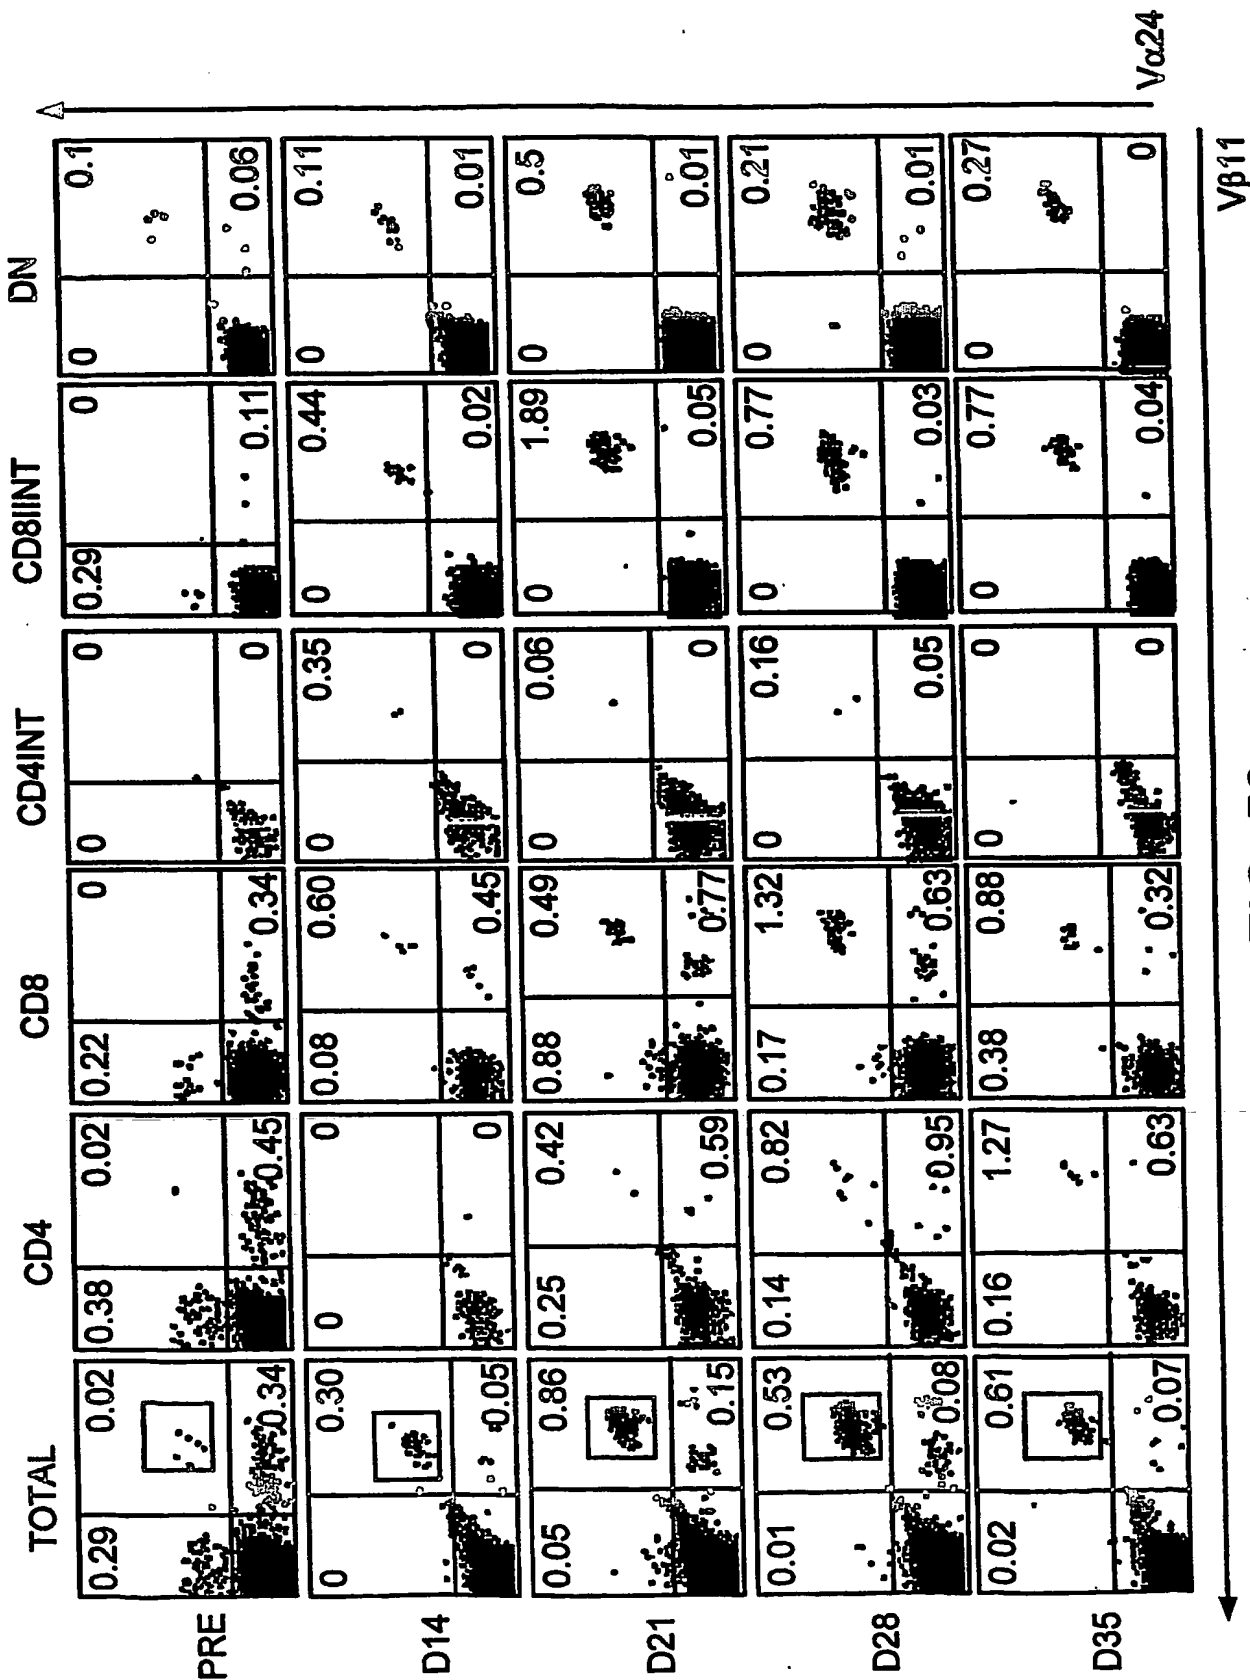 TOTAL CD4 CD8 CD4INT CD8IINT DN
0.29 0.02 0.38 0.02 0.22 0 0 0 0.29 0 0 0.1
PRE
0.34 0.45 0.34 0 0.11 0.06
0 0.30 0 0 0.08 0.60 0 0.35 0 0.44 0 0.11
D14
0.05 0 0.45 0 0.02 0.01
0.05 0.86 0.25 0.42 0.88 0.49 0 0.06 0 1.89 0 0.5
D21
0.15 0.59 0.77 0 0.05 0.01
0.01 0.53 0.14 0.82 0.17 1.32 0 0.16 0 0.77 0 0.21
D28
0.08 0.95 0.63 0.05 0.03 0.01
0.02 0.61 0.16 1.27 0.38 0.88 0 0 0 0.77 0 0.27
D35
0.07 0.63 0.32 0 0.04 0
Vα24
Vβ11